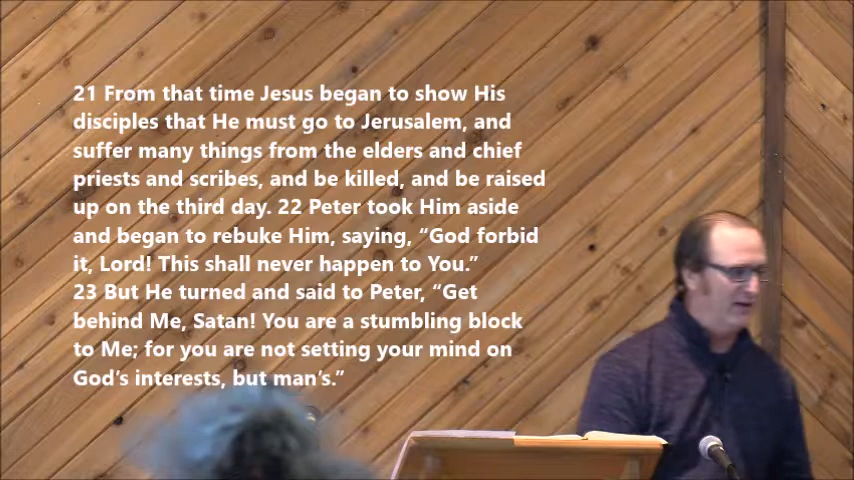 21 From that time Jesus began to show His
disciples that He must go to Jerusalem, and
suffer many things from the elders and chief
priests and scribes, and be killed, and be raised
up on the third day. 22 Peter took Him aside
and began to rebuke Him, saying, “God forbid
it, Lord! This shall never happen to You.”
23 But He turned and said to Peter, “Get
behind Me, Satan! You are a stumbling block
to Me; for you are not setting your mind on
God’s interests, but man’s.”